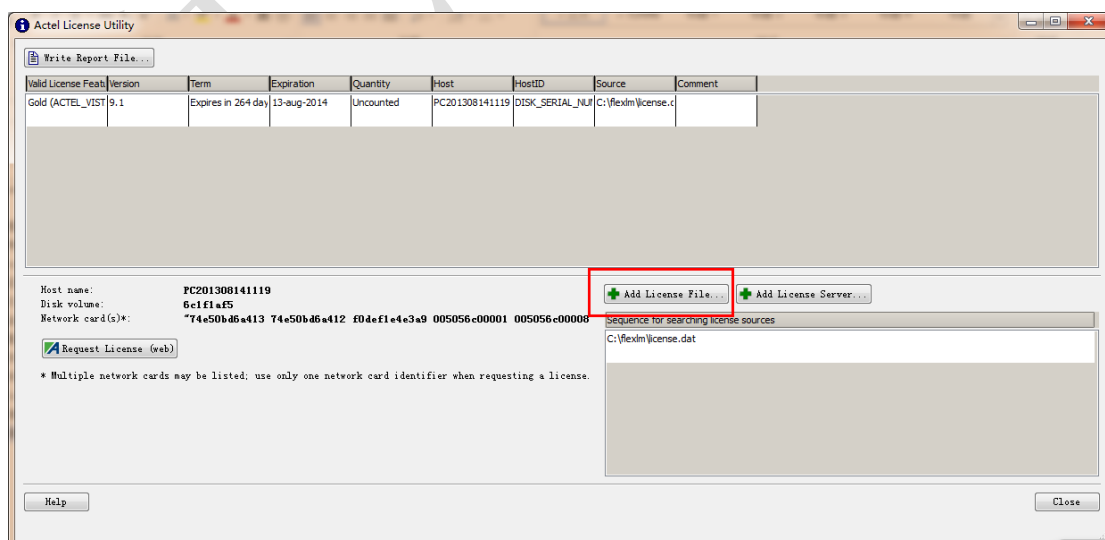 Actel License Utility
Write Report File...
Valid License Featu Version Term Expiration Quantity Host HostID Source Comment
Gold (ACTEL_VIST 9.1 Expires in 264 day 13-aug-2014 Uncounted PC201308141119 DISK_SERIAL_NUM C:\flexlm\license.c
Host name: PC201308141119
Disk volume: 6c1f1af5
Network card(s)*: "74e50bd6a413 74e50bd6a412 f0def1e4e3a9 005056c00001 005056c00008
Add License File... Add License Server...
Sequence for searching license sources
C:\flexlm\license.dat
Request License (web)
* Multiple network cards may be listed; use only one network card identifier when requesting a license.
Help Close